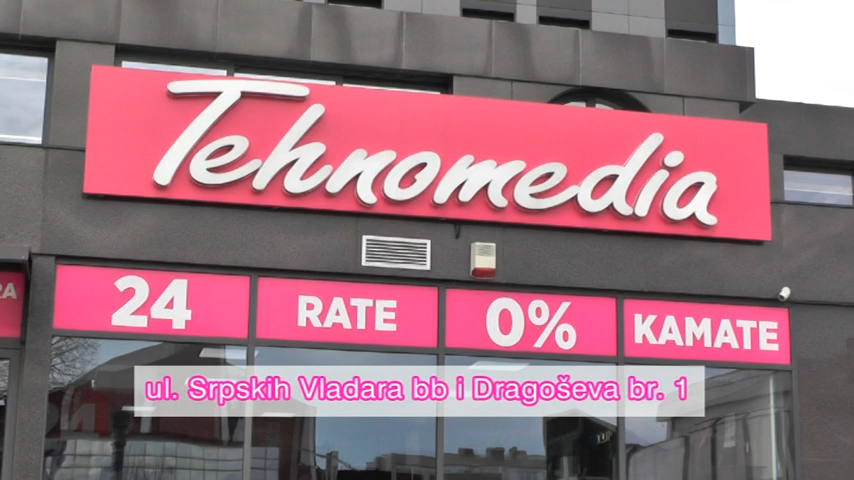 Tehnomedia
24 RATE 0% KAMATE
ul. Srpskih Vladara bb i Dragoševa br. 1